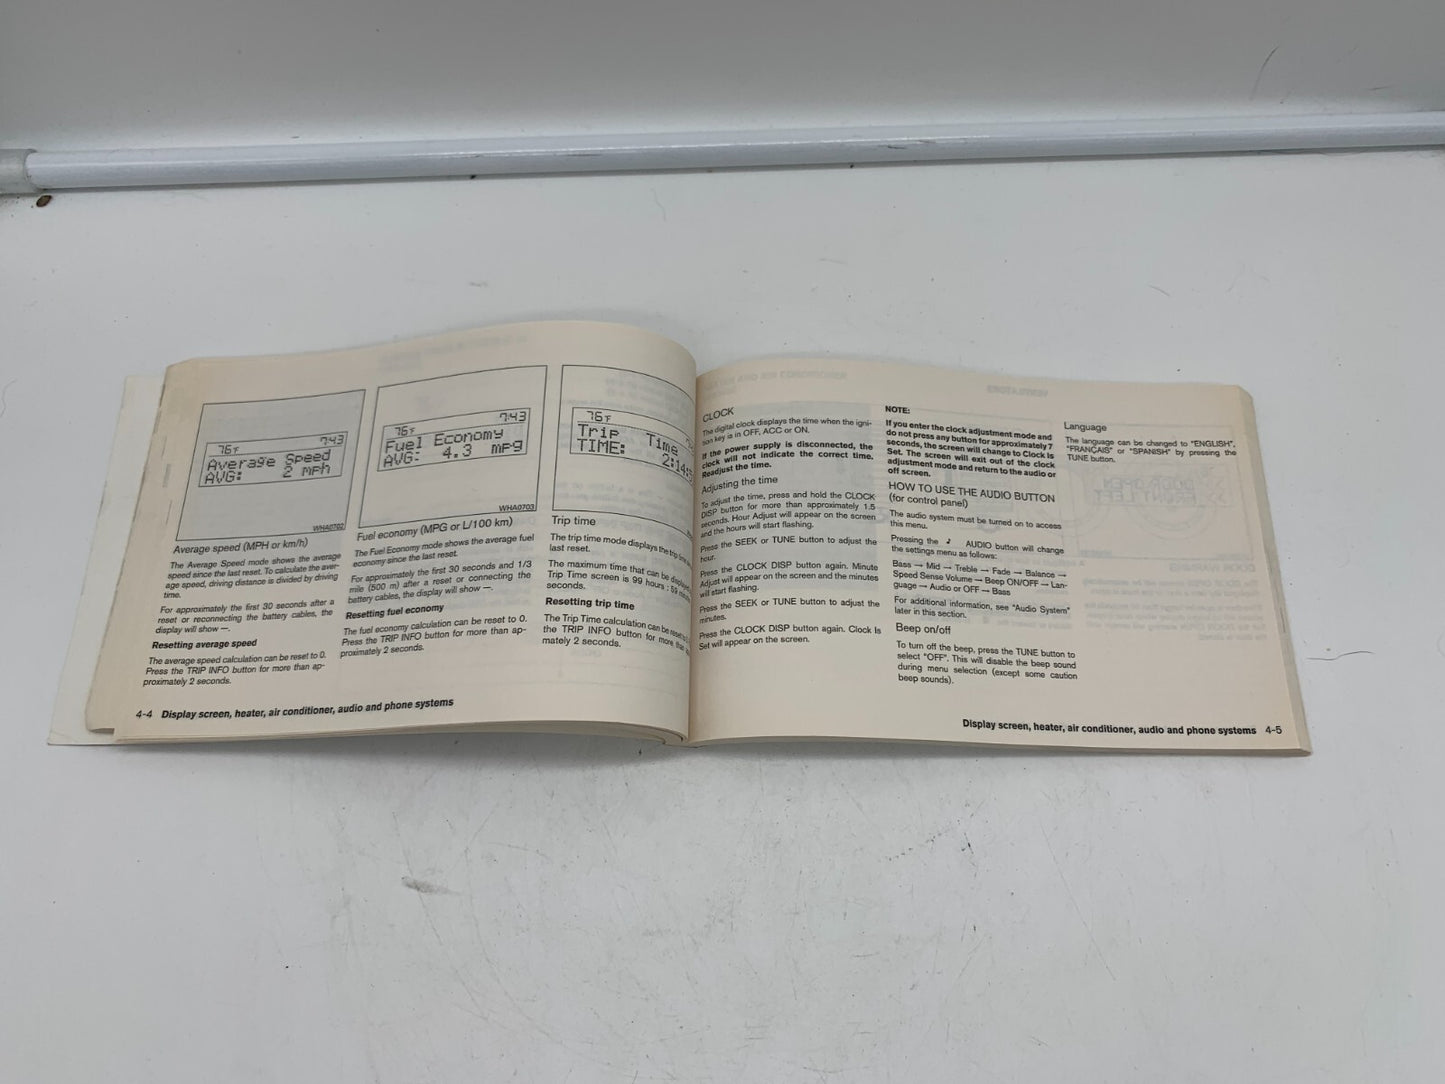 76F 7:43
Average Speed
AVG: 2 mph
WHA0702
Average speed (MPH or km/h)
The Average Speed mode shows the average
speed since the last reset. To calculate the aver-
age speed, driving distance is divided by driving
time.
For approximately the first 30 seconds after a
reset or reconnecting the battery cables, the
display will show —.
Resetting average speed
The average speed calculation can be reset to 0.
Press the TRIP INFO button for more than ap-
proximately 2 seconds.
76F 7:43
Fuel Economy
AVG: 4.3 mpg
WHA0703
Fuel economy (MPG or L/100 km)
The Fuel Economy mode shows the average fuel
economy since the last reset.
For approximately the first 30 seconds and 1/3
mile (500 m) after a reset or connecting the
battery cables, the display will show —.
Resetting fuel economy
The fuel economy calculation can be reset to 0.
Press the TRIP INFO button for more than ap-
proximately 2 seconds.
76F
Trip Time
TIME: 2:14:
Trip time
The trip time mode displays the trip time
last reset.
The maximum time that can be displayed
Trip Time screen is 99 hours : 59 minutes
seconds.
Resetting trip time
The Trip Time calculation can be reset to
the TRIP INFO button for more than
mately 2 seconds.
4-4 Display screen, heater, air conditioner, audio and phone systems
CLOCK
The digital clock displays the time when the igni-
tion key is in OFF, ACC or ON.
If the power supply is disconnected, the
clock will not indicate the correct time.
Readjust the time.
Adjusting the time
To adjust the time, press and hold the CLOCK
DISP button for more than approximately 1.5
seconds. Hour Adjust will appear on the screen
and the hours will start flashing.
Press the SEEK or TUNE button to adjust the
hour.
Press the CLOCK DISP button again. Minute
Adjust will appear on the screen and the minutes
will start flashing.
Press the SEEK or TUNE button to adjust the
minutes.
Press the CLOCK DISP button again. Clock Is
Set will appear on the screen.
NOTE:
If you enter the clock adjustment mode and
do not press any button for approximately 7
seconds, the screen will change to Clock Is
Set. The screen will exit out of the clock
adjustment mode and return to the audio or
off screen.
HOW TO USE THE AUDIO BUTTON
(for control panel)
The audio system must be turned on to access
this menu.
Pressing the ♪ AUDIO button will change
the settings menu as follows:
Bass → Mid → Treble → Fade → Balance →
Speed Sense Volume → Beep ON/OFF → Lan-
guage → Audio or OFF → Bass
For additional information, see "Audio System"
later in this section.
Beep on/off
To turn off the beep, press the TUNE button to
select "OFF". This will disable the beep sound
during menu selection (except some caution
beep sounds).
Language
The language can be changed to "ENGLISH",
"FRANÇAIS" or "SPANISH" by pressing the
TUNE button.
Display screen, heater, air conditioner, audio and phone systems 4-5